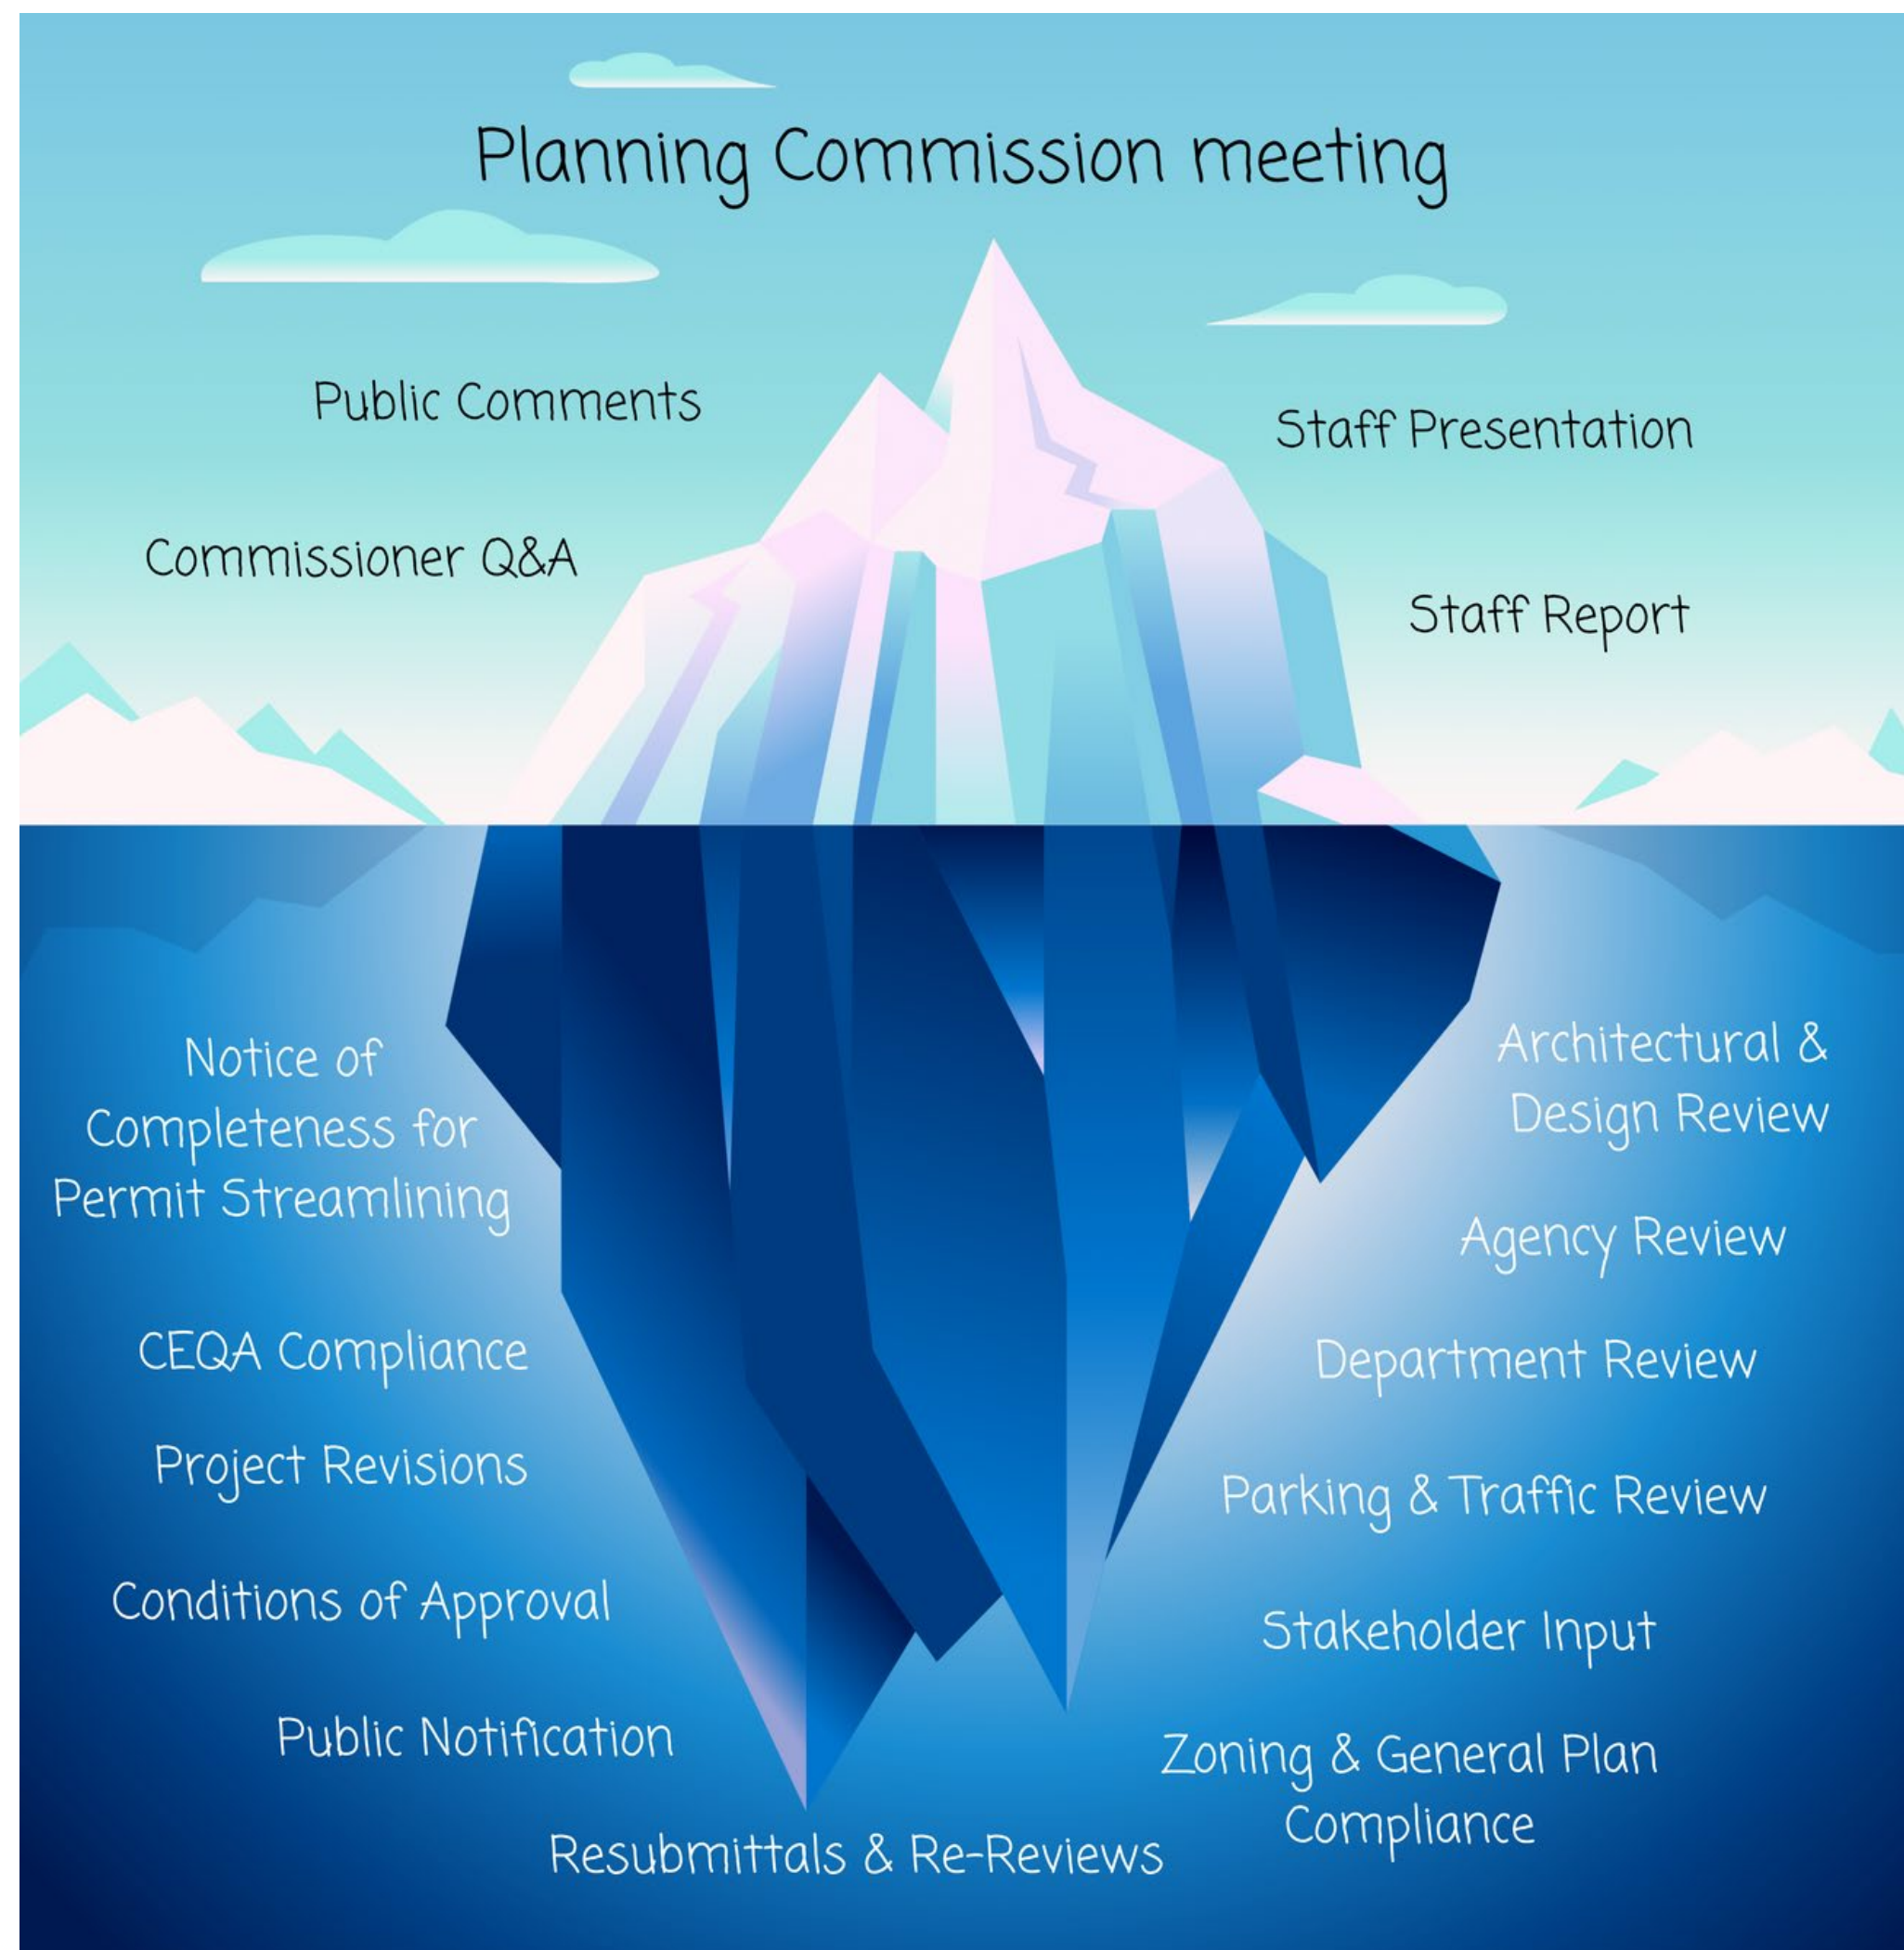 Planning Commission meeting
Public Comments
Staff Presentation
Commissioner Q&A
Staff Report
Notice of
Completeness for
Permit Streamlining
CEQA Compliance
Project Revisions
Conditions of Approval
Public Notification
Resubmittals & Re-Reviews
Architectural &
Design Review
Agency Review
Department Review
Parking & Traffic Review
Stakeholder Input
Zoning & General Plan
Compliance